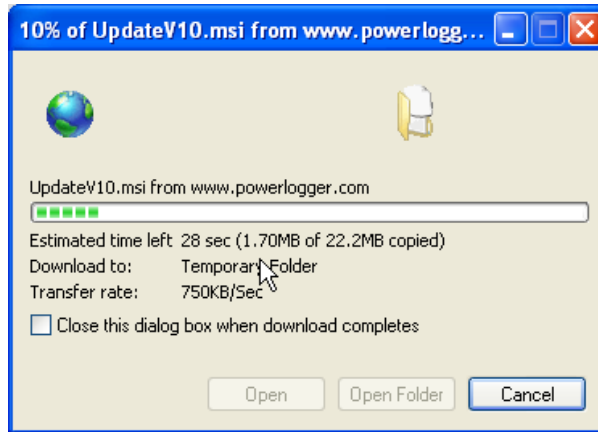 10% of UpdateV10.msi from www.powerlogg...
UpdateV10.msi from www.powerlogger.com
Estimated time left 28 sec (1.70MB of 22.2MB copied)
Download to: Temporary Folder
Transfer rate: 750KB/Sec
Close this dialog box when download completes
Open Open Folder Cancel